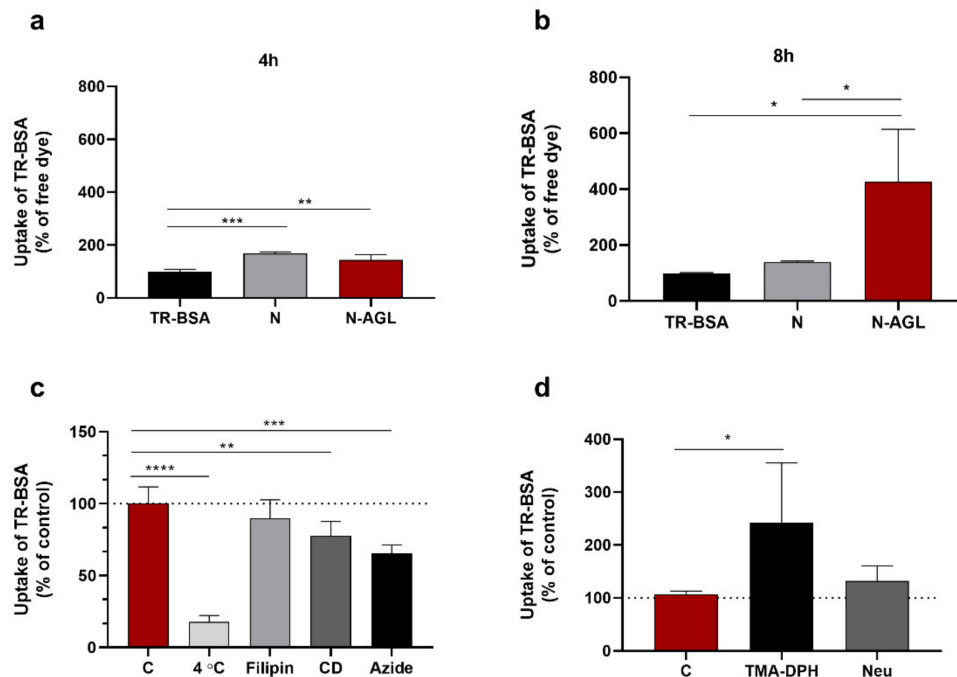 a
4h
Uptake of TR-BSA
(% of free dye)
800
600
400
200
0
**
***
TR-BSA N N-AGL
b
8h
Uptake of TR-BSA
(% of free dye)
800
600
400
200
0
*
*
TR-BSA N N-AGL
c
Uptake of TR-BSA
(% of control)
150
100
50
0
***
**
****
C 4 °C Filipin CD Azide
d
Uptake of TR-BSA
(% of control)
400
300
200
100
0
*
C TMA-DPH Neu